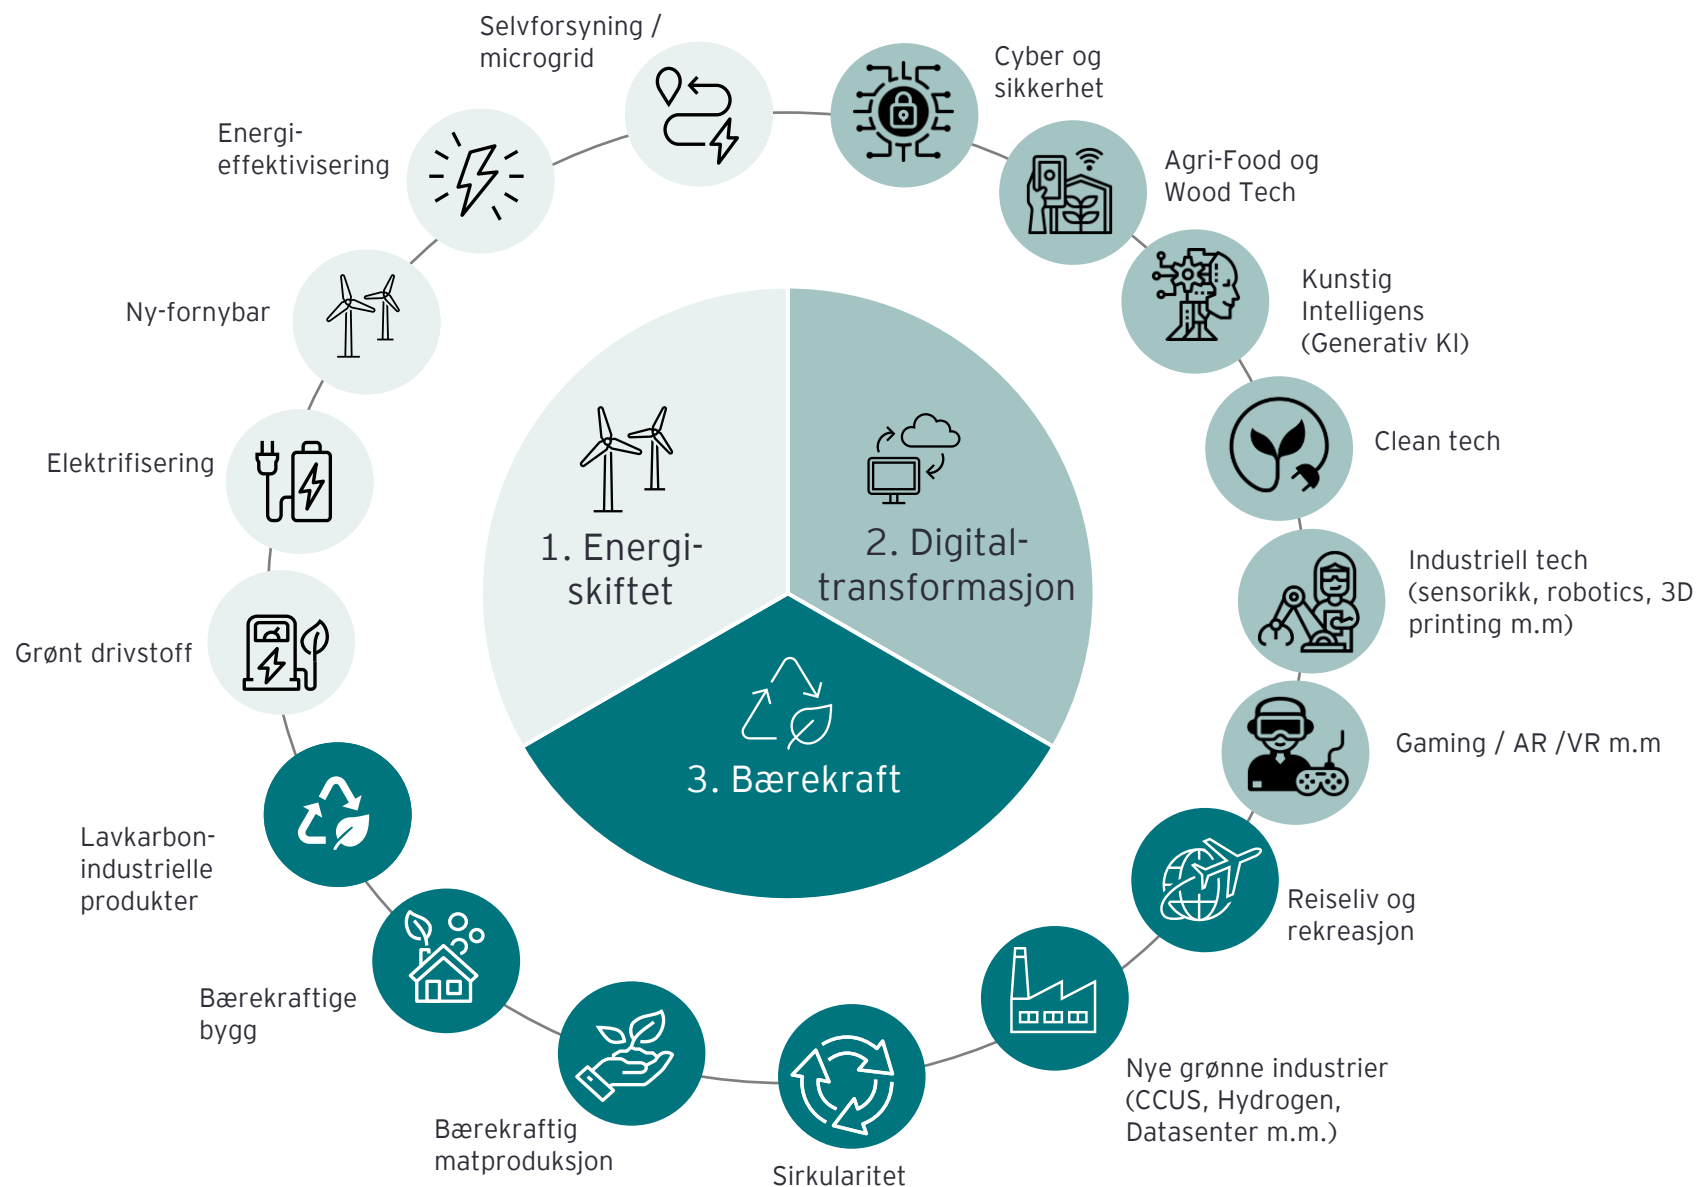 Selvforsyning /
microgrid
Cyber og
sikkerhet
Energi-
effektivisering
Agri-Food og
Wood Tech
Ny-fornybar
Kunstig
Intelligens
(Generativ KI)
Elektrifisering
Clean tech
1. Energi-
skiftet
2. Digital-
transformasjon
Industriell tech
(sensorikk, robotics, 3D
printing m.m)
Grønt drivstoff
3. Bærekraft
Gaming / AR /VR m.m
Lavkarbon-
industrielle
produkter
Reiseliv og
rekreasjon
Bærekraftige
bygg
Nye grønne industrier
(CCUS, Hydrogen,
Datasenter m.m.)
Bærekraftig
matproduksjon
Sirkularitet